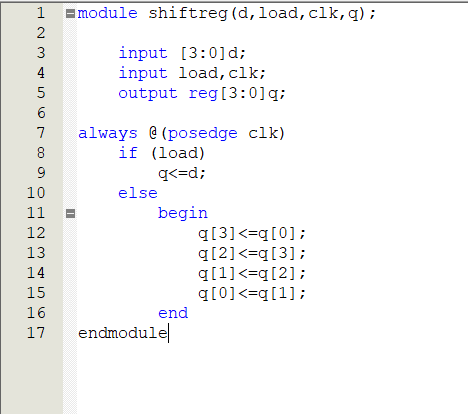 1 module shiftreg(d,load,clk,q);
2
3 input [3:0]d;
4 input load,clk;
5 output reg[3:0]q;
6
7 always @(posedge clk)
8 if (load)
9 q<=d;
10 else
11 begin
12 q[3]<=q[0];
13 q[2]<=q[3];
14 q[1]<=q[2];
15 q[0]<=q[1];
16 end
17 endmodule